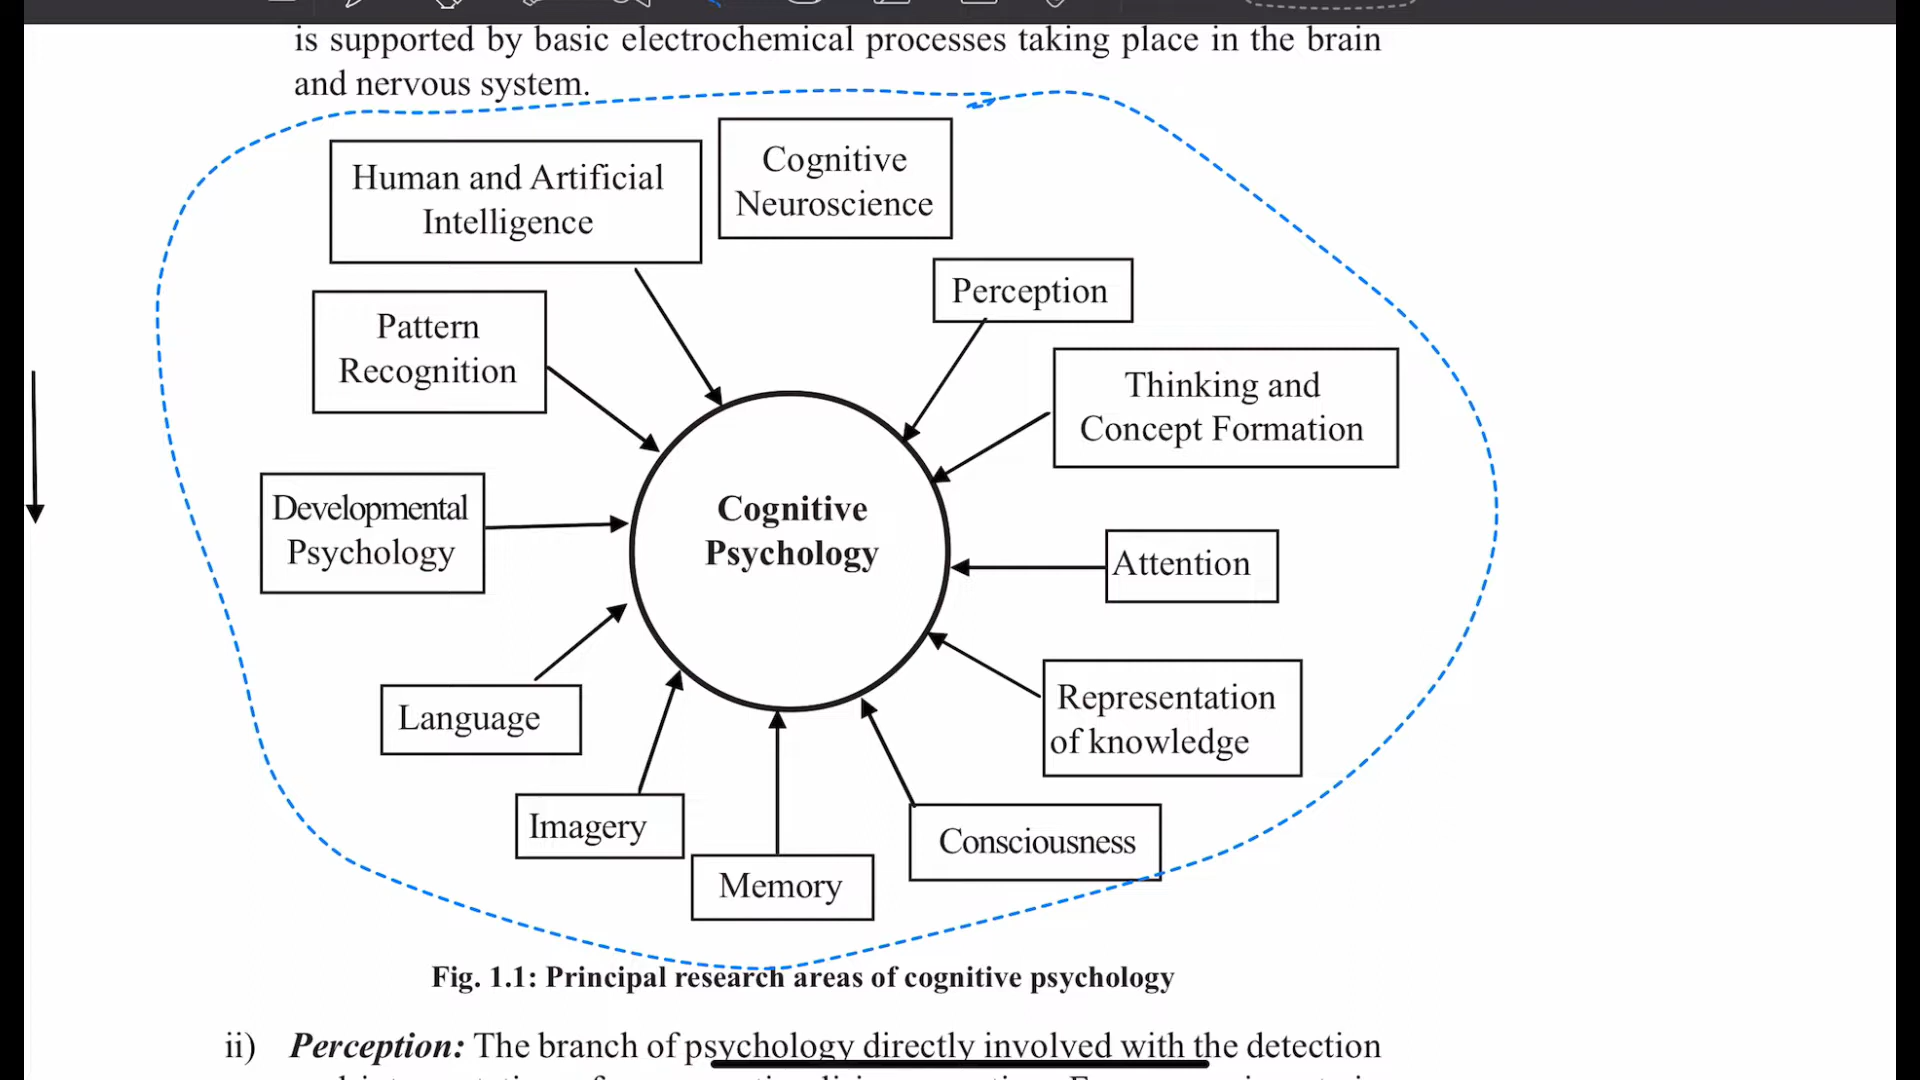 is supported by basic electrochemical processes taking place in the brain
and nervous system.
Human and Artificial
Intelligence
Cognitive
Neuroscience
Perception
Pattern
Recognition
Thinking and
Concept Formation
Developmental
Psychology
Cognitive
Psychology
Attention
Language
Representation
of knowledge
Imagery
Memory
Consciousness
Fig. 1.1: Principal research areas of cognitive psychology
ii) Perception: The branch of psychology directly involved with the detection